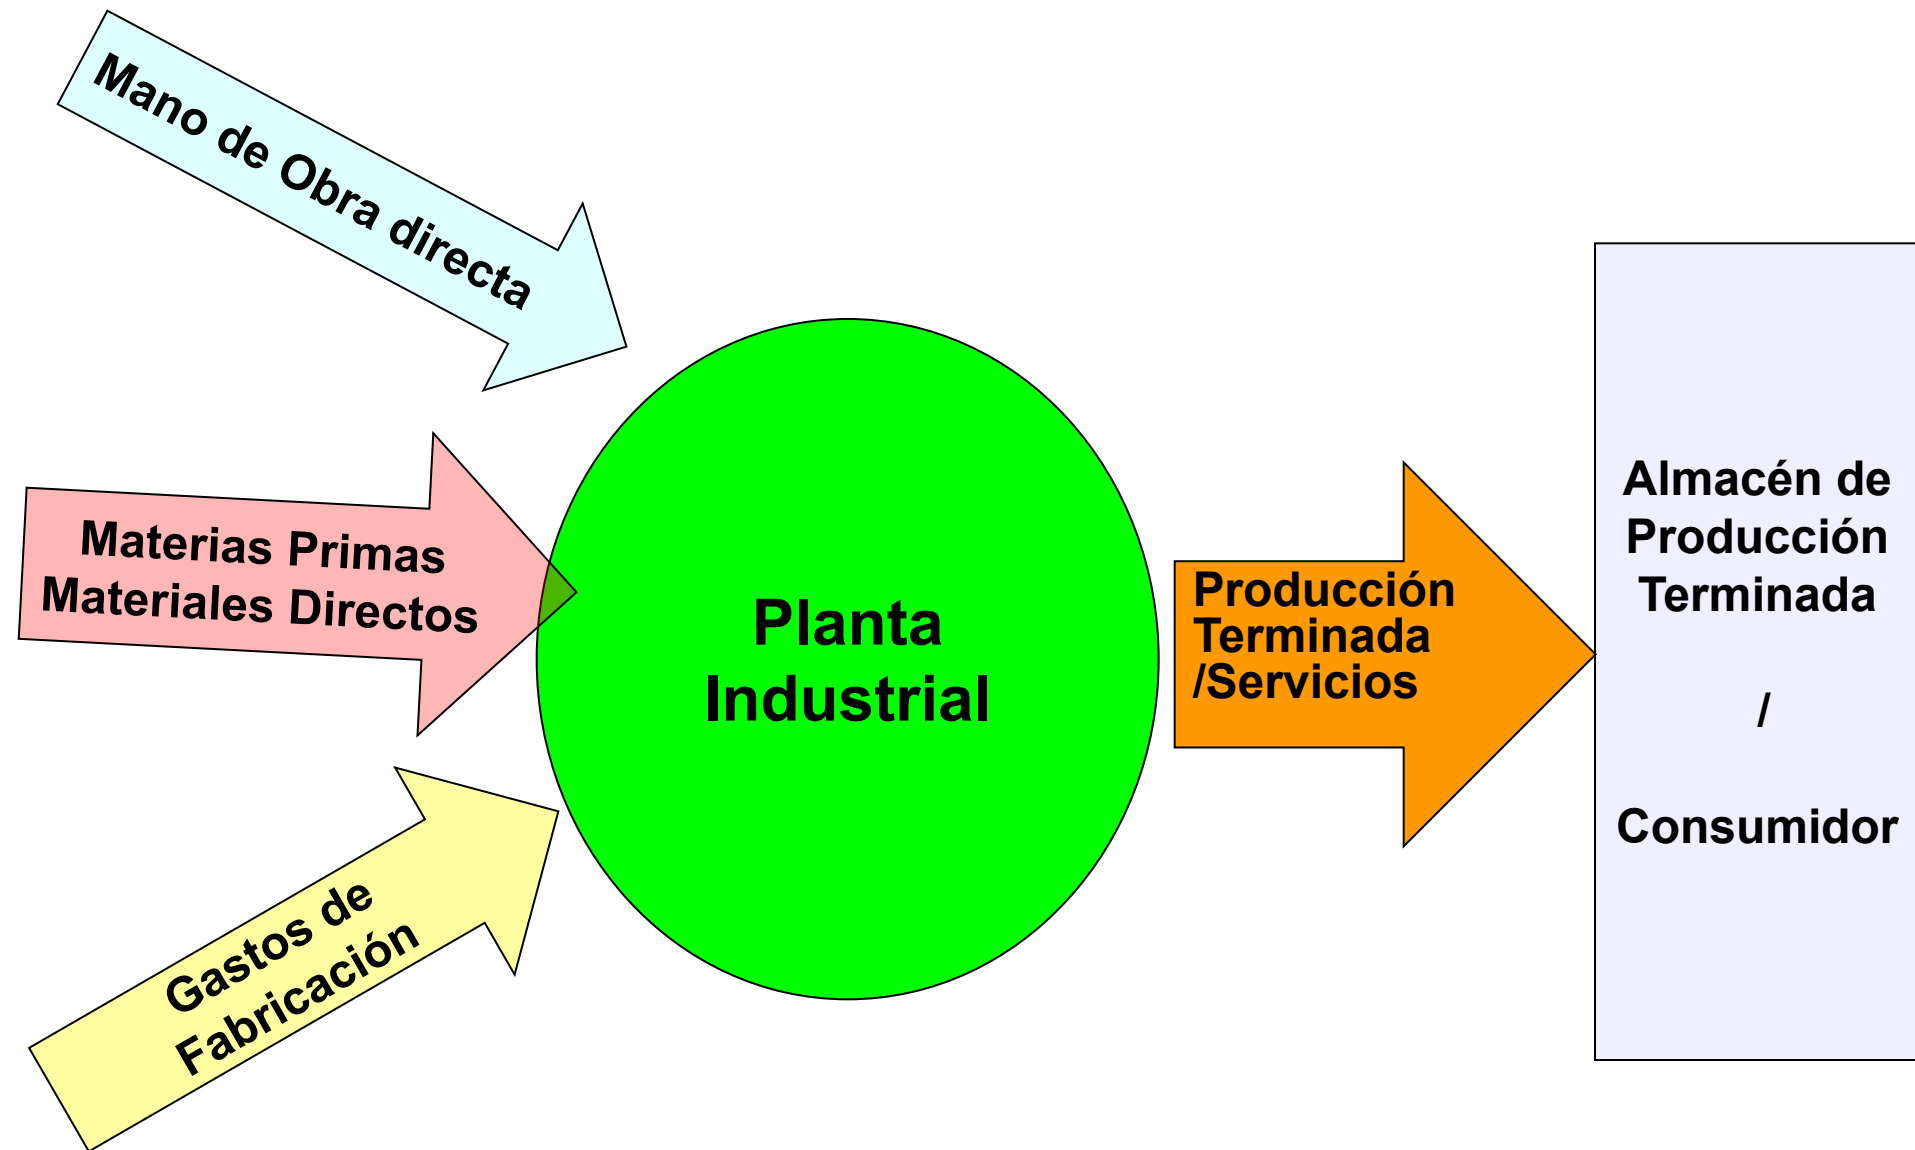 Mano de Obra directa
Materias Primas
Materiales Directos
Gastos de
Fabricación
Planta
Industrial
Producción
Terminada
/Servicios
Almacén de
Producción
Terminada
/
Consumidor